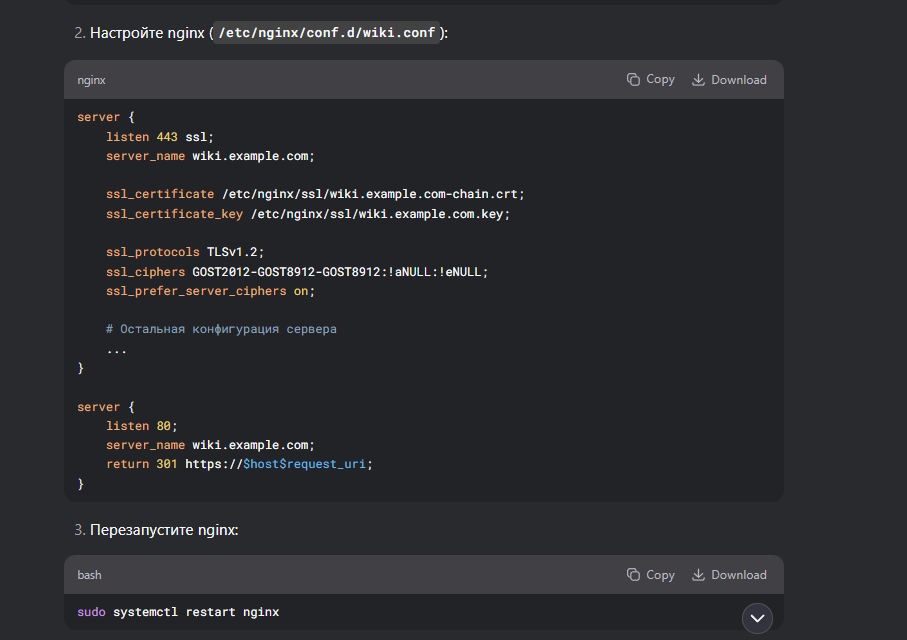 2. Настройте nginx ( /etc/nginx/conf.d/wiki.conf ):
nginx
Copy
Download
server {
    listen 443 ssl;
    server_name wiki.example.com;

    ssl_certificate /etc/nginx/ssl/wiki.example.com-chain.crt;
    ssl_certificate_key /etc/nginx/ssl/wiki.example.com.key;

    ssl_protocols TLSv1.2;
    ssl_ciphers GOST2012-GOST8912-GOST8912:!aNULL:!eNULL;
    ssl_prefer_server_ciphers on;

    # Остальная конфигурация сервера
    ...
}

server {
    listen 80;
    server_name wiki.example.com;
    return 301 https://$host$request_uri;
}
3. Перезапустите nginx:
bash
Copy
Download
sudo systemctl restart nginx